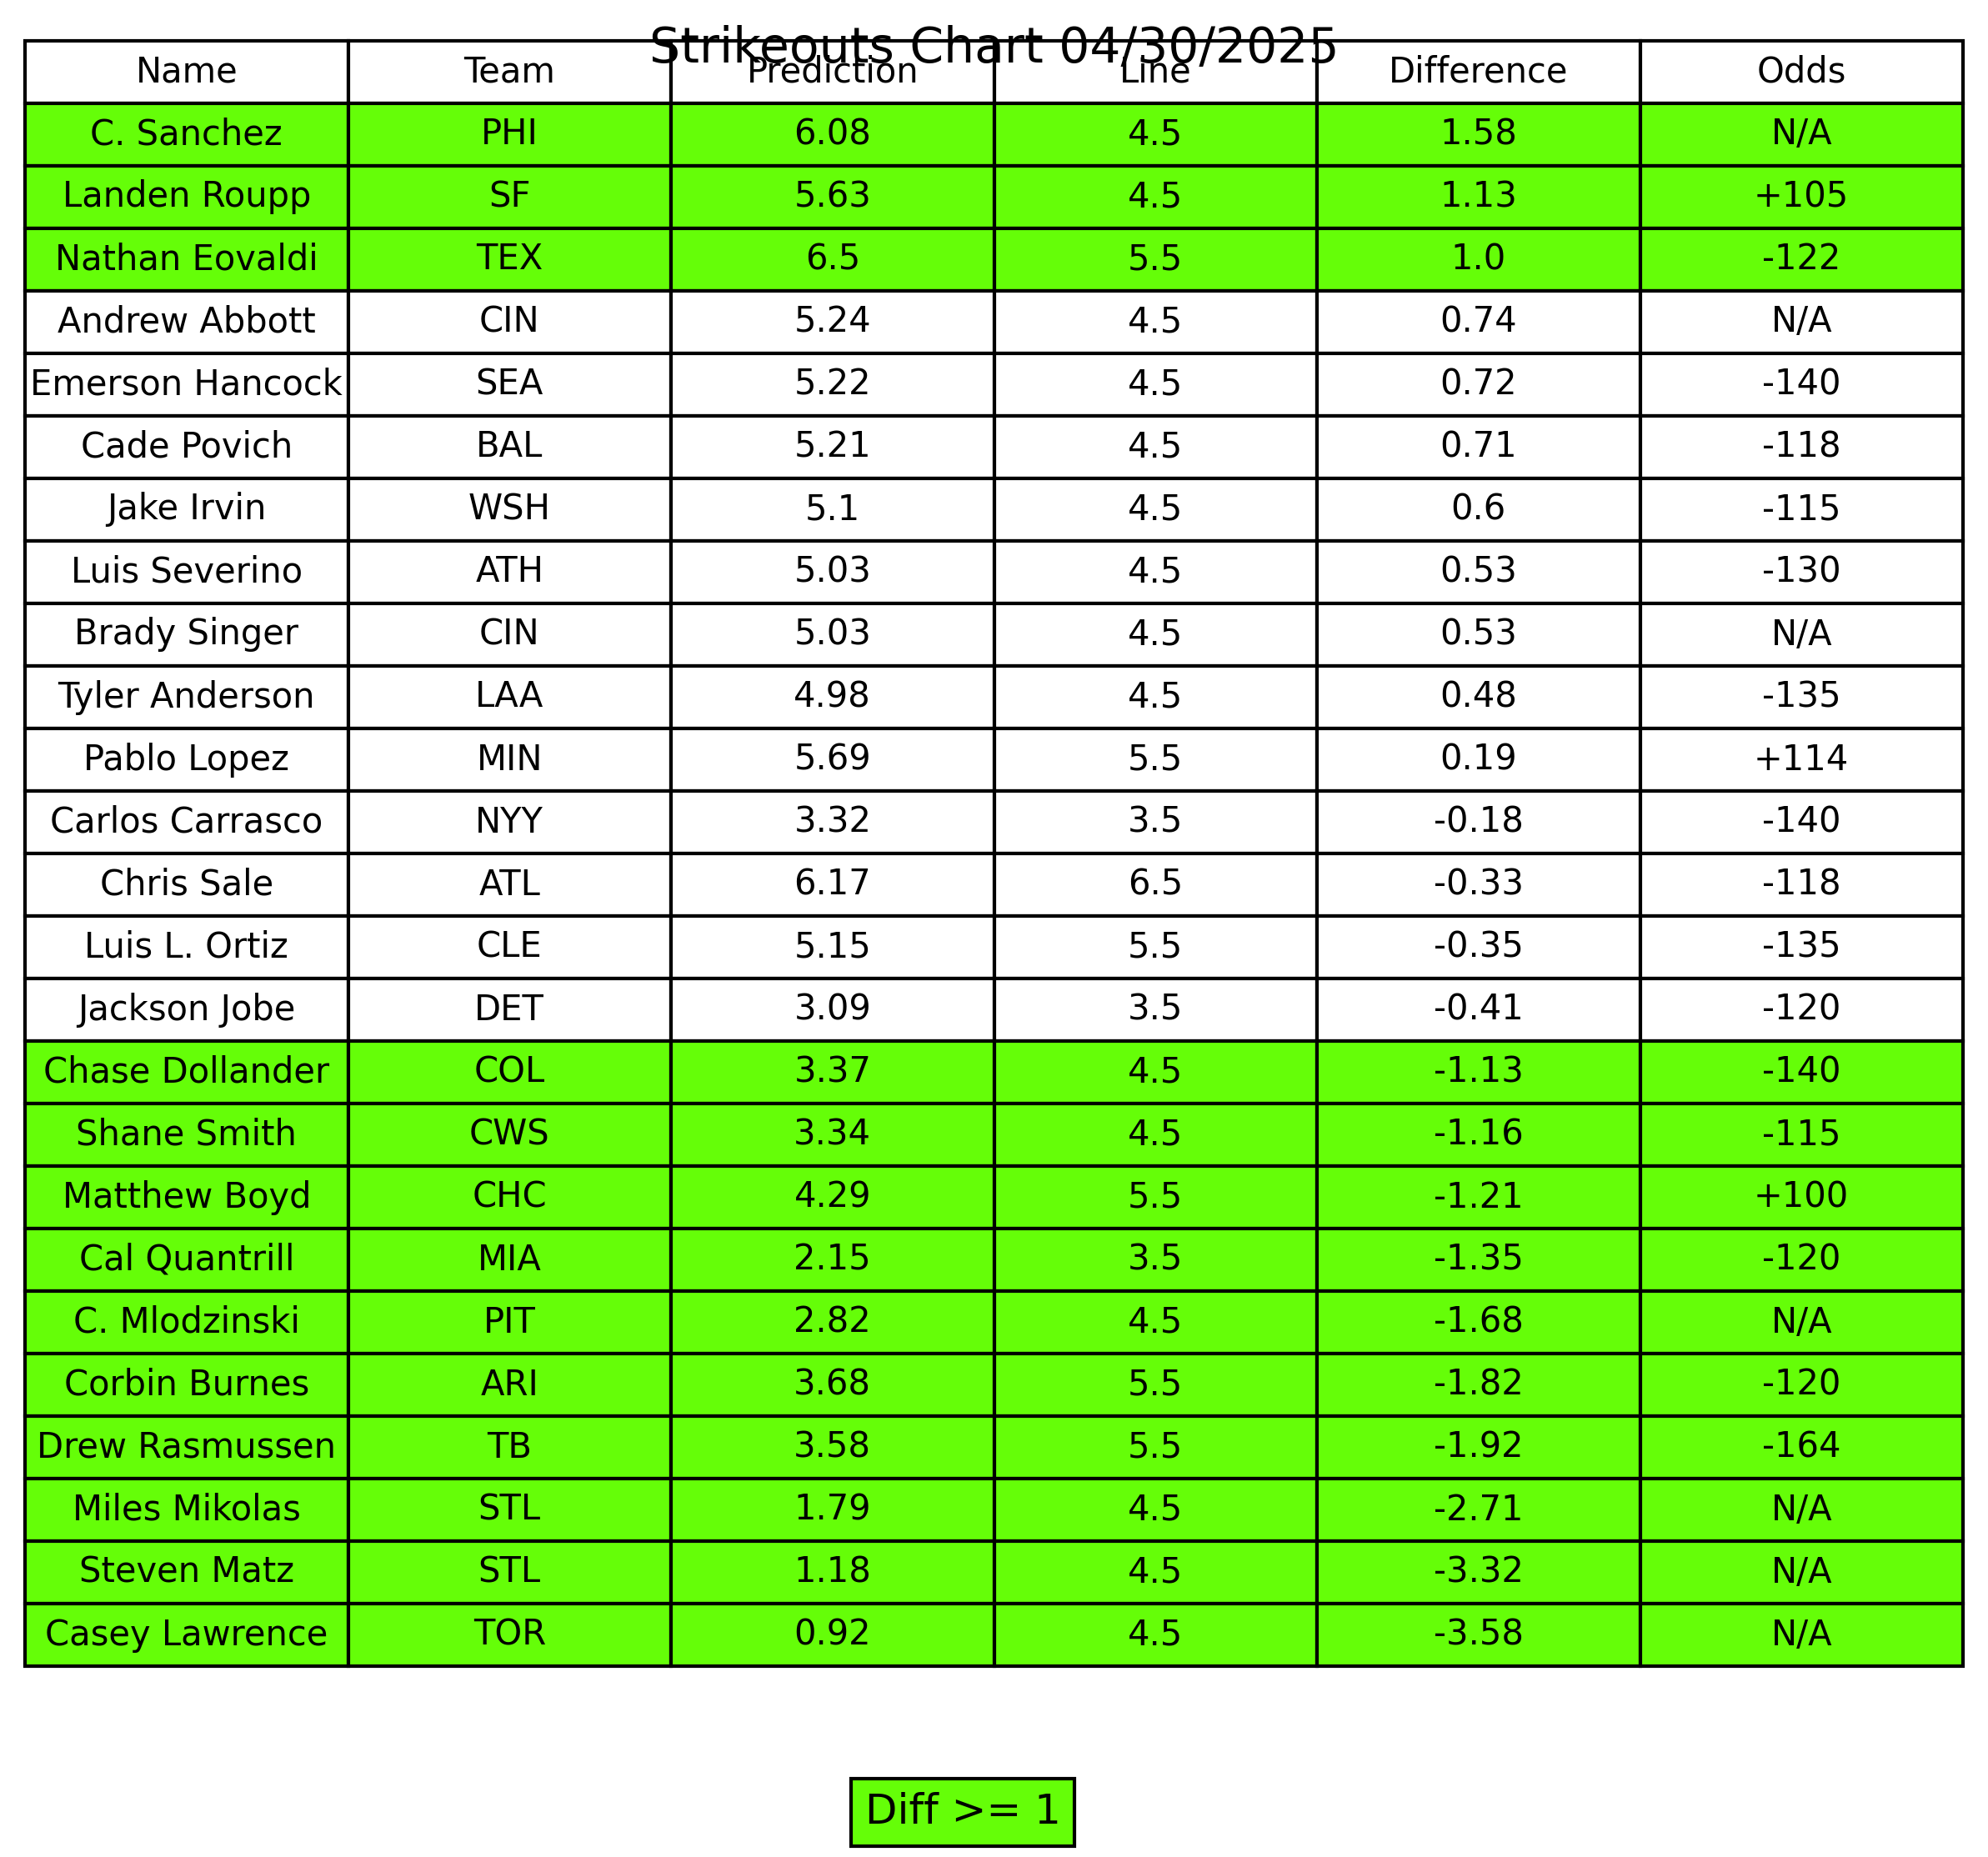 Strikeouts Chart 04/30/2025
Name Team Prediction Line Difference Odds
C. Sanchez PHI 6.08 4.5 1.58 N/A
Landen Roupp SF 5.63 4.5 1.13 +105
Nathan Eovaldi TEX 6.5 5.5 1.0 -122
Andrew Abbott CIN 5.24 4.5 0.74 N/A
Emerson Hancock SEA 5.22 4.5 0.72 -140
Cade Povich BAL 5.21 4.5 0.71 -118
Jake Irvin WSH 5.1 4.5 0.6 -115
Luis Severino ATH 5.03 4.5 0.53 -130
Brady Singer CIN 5.03 4.5 0.53 N/A
Tyler Anderson LAA 4.98 4.5 0.48 -135
Pablo Lopez MIN 5.69 5.5 0.19 +114
Carlos Carrasco NYY 3.32 3.5 -0.18 -140
Chris Sale ATL 6.17 6.5 -0.33 -118
Luis L. Ortiz CLE 5.15 5.5 -0.35 -135
Jackson Jobe DET 3.09 3.5 -0.41 -120
Chase Dollander COL 3.37 4.5 -1.13 -140
Shane Smith CWS 3.34 4.5 -1.16 -115
Matthew Boyd CHC 4.29 5.5 -1.21 +100
Cal Quantrill MIA 2.15 3.5 -1.35 -120
C. Mlodzinski PIT 2.82 4.5 -1.68 N/A
Corbin Burnes ARI 3.68 5.5 -1.82 -120
Drew Rasmussen TB 3.58 5.5 -1.92 -164
Miles Mikolas STL 1.79 4.5 -2.71 N/A
Steven Matz STL 1.18 4.5 -3.32 N/A
Casey Lawrence TOR 0.92 4.5 -3.58 N/A
Diff >= 1